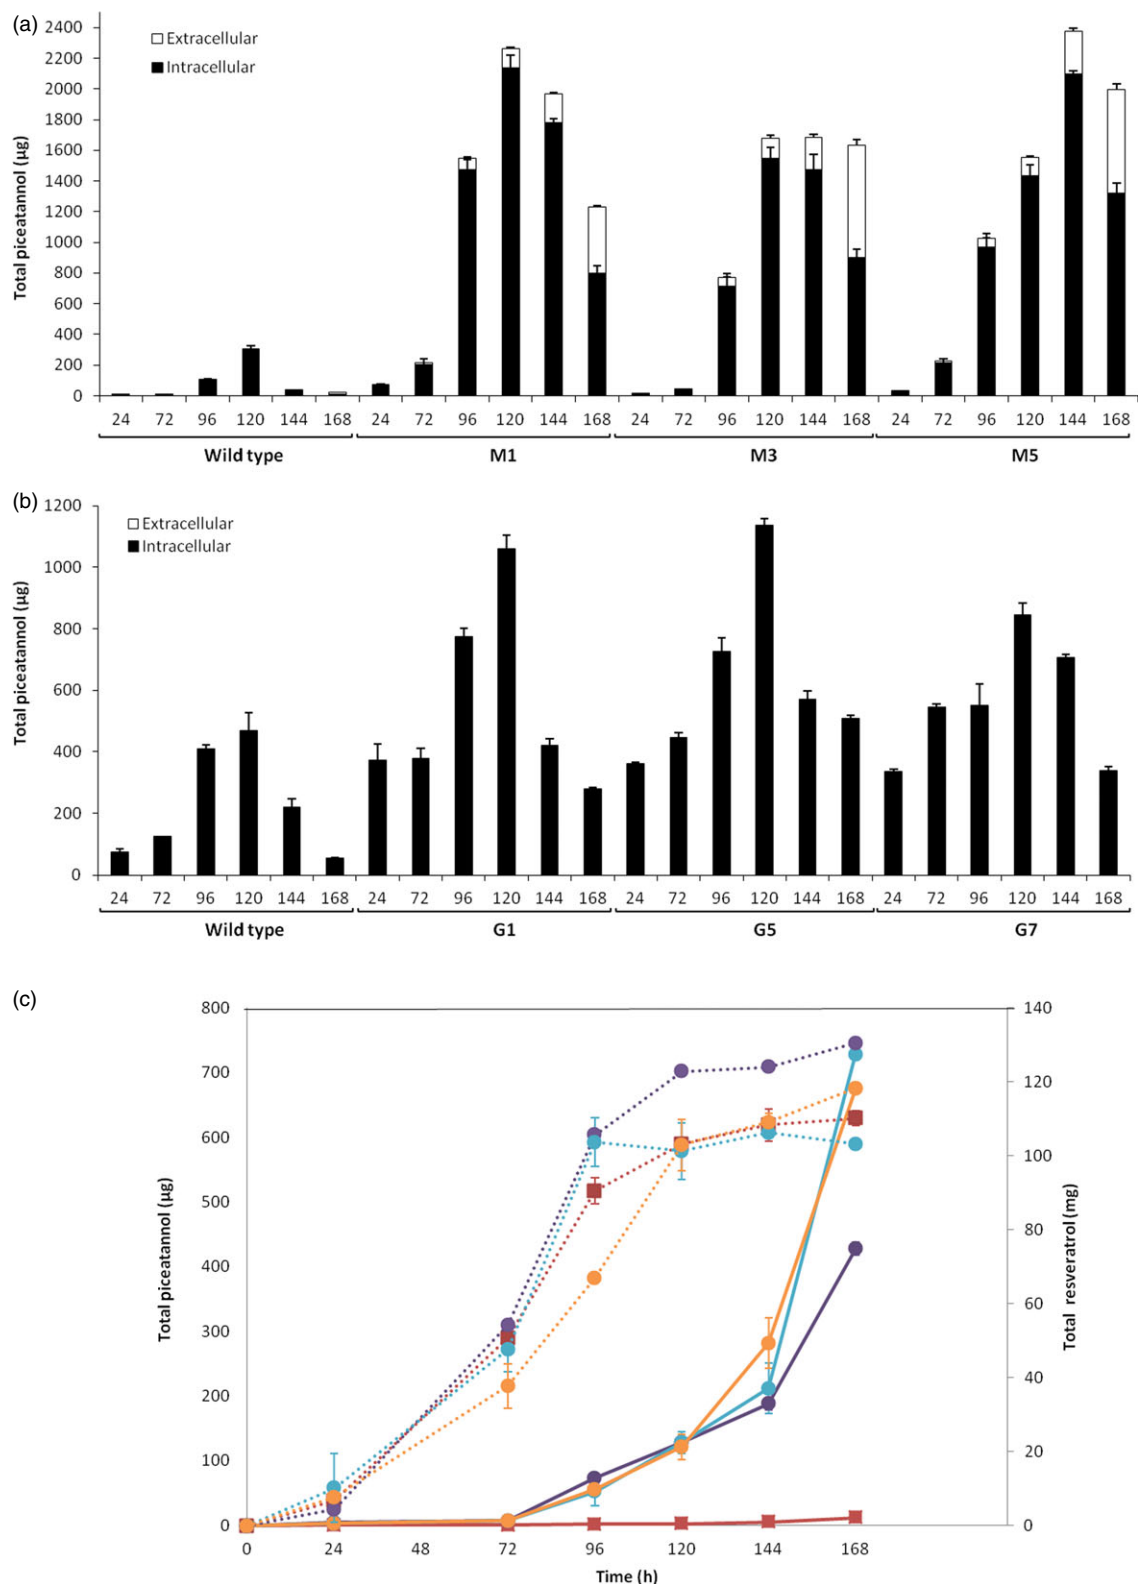 (a)
Extracellular
Intracellular
Total piceatannol (µg)
2400
2200
2000
1800
1600
1400
1200
1000
800
600
400
200
0
24 72 96 120 144 168 24 72 96 120 144 168 24 72 96 120 144 168 24 72 96 120 144 168
Wild type M1 M3 M5
(b)
Extracellular
Intracellular
Total piceatannol (µg)
1200
1000
800
600
400
200
0
24 72 96 120 144 168 24 72 96 120 144 168 24 72 96 120 144 168 24 72 96 120 144 168
Wild type G1 G5 G7
(c)
Total piceatannol (µg)
800
700
600
500
400
300
200
100
0
140
120
100
80
60
40
20
0
Total resveratrol (mg)
0 24 48 72 96 120 144 168
Time (h)